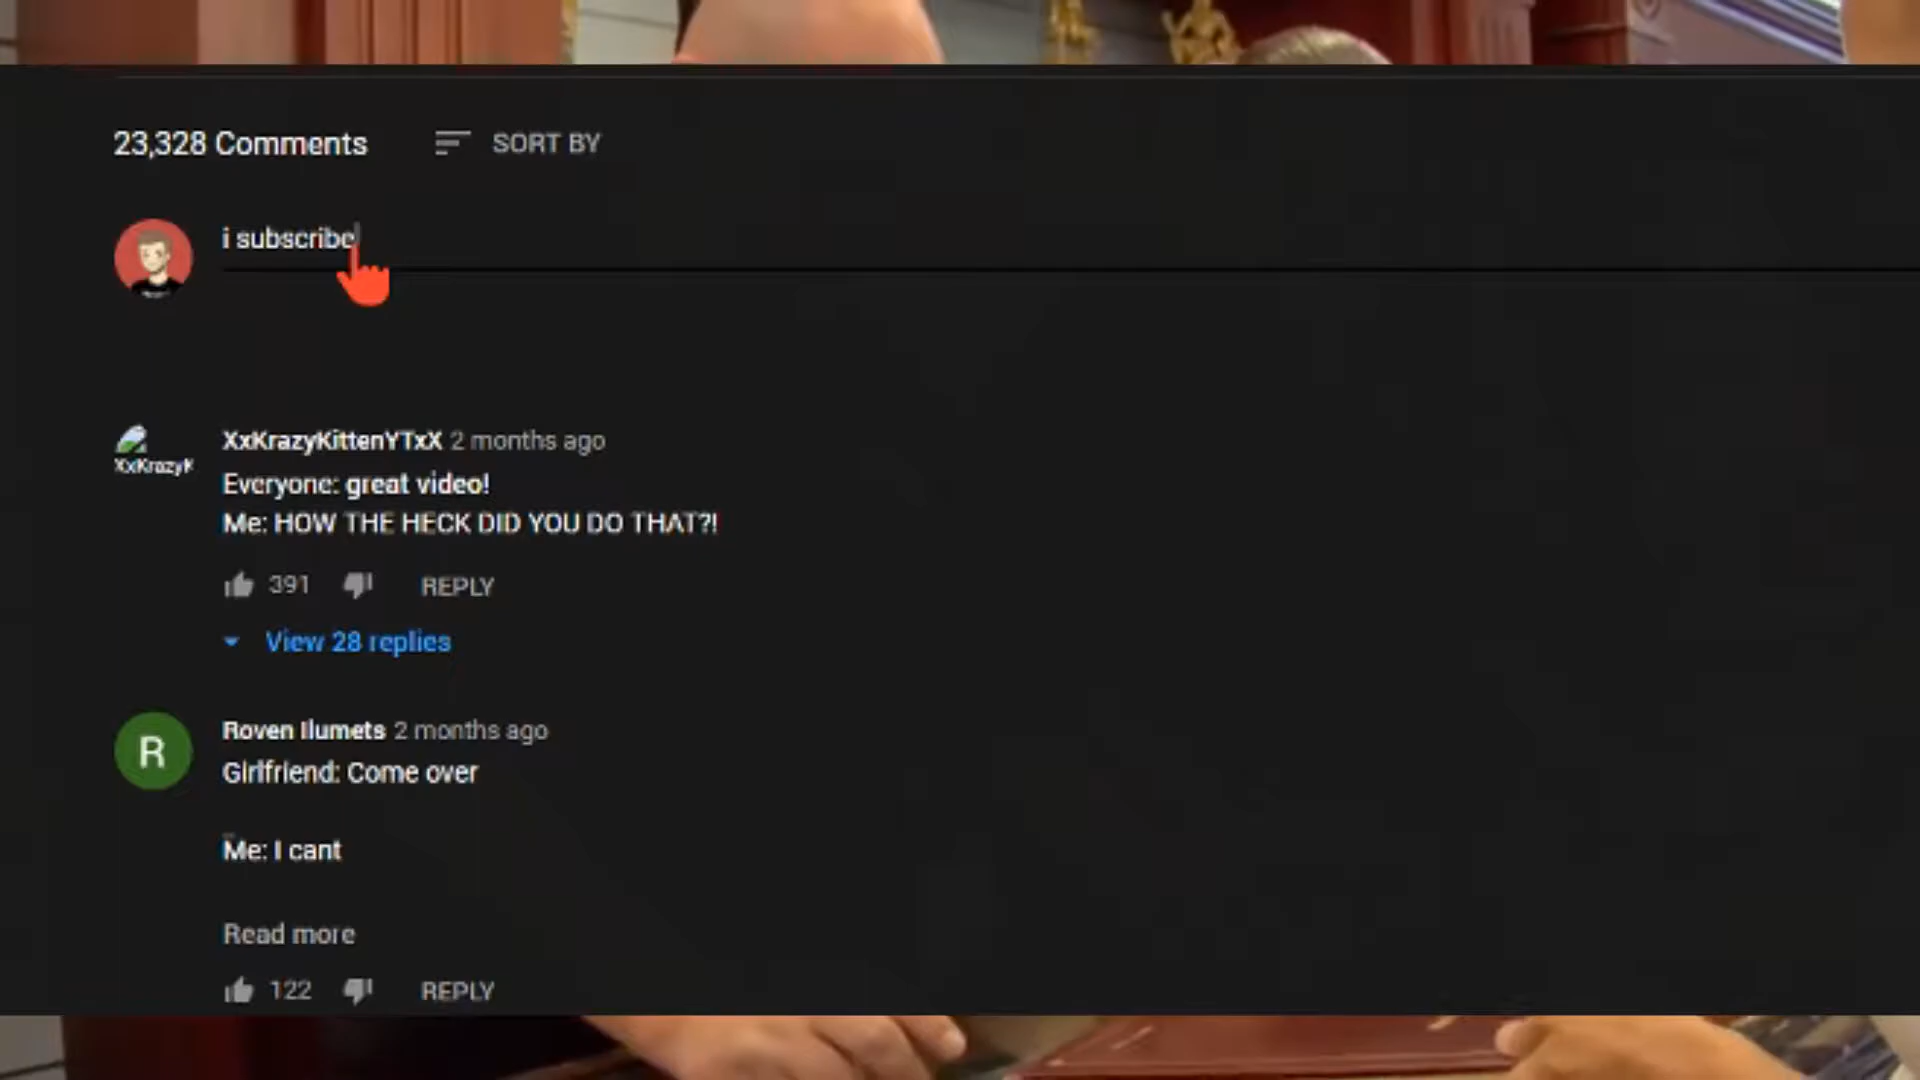 23,328 Comments SORT BY
i subscribe
XxKrazyKittenYTxX 2 months ago
XxKrazyK
Everyone: great video!
Me: HOW THE HECK DID YOU DO THAT?!
391 REPLY
View 28 replies
R
Roven Ilumets 2 months ago
Girlfriend: Come over
Me: I cant
Read more
122 REPLY